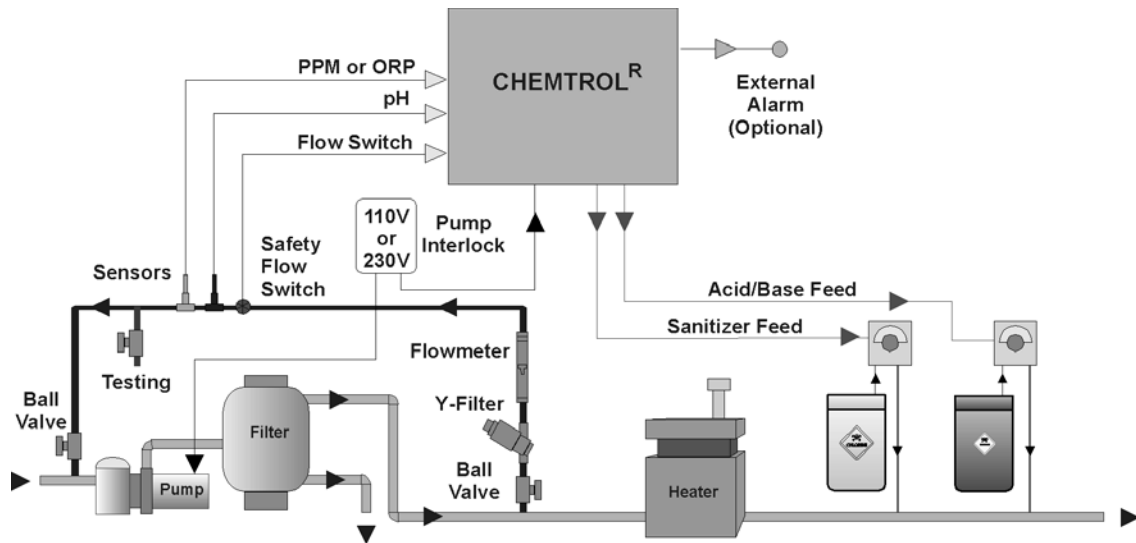 PPM or ORP
pH
Flow Switch
CHEMTROL R
External
Alarm
(Optional)
110V
or
230V
Pump
Interlock
Safety
Flow
Switch
Sensors
Acid/Base Feed
Sanitizer Feed
Flowmeter
Testing
Ball
Valve
Y-Filter
Filter
Ball
Valve
Pump
Heater
CHLORINE